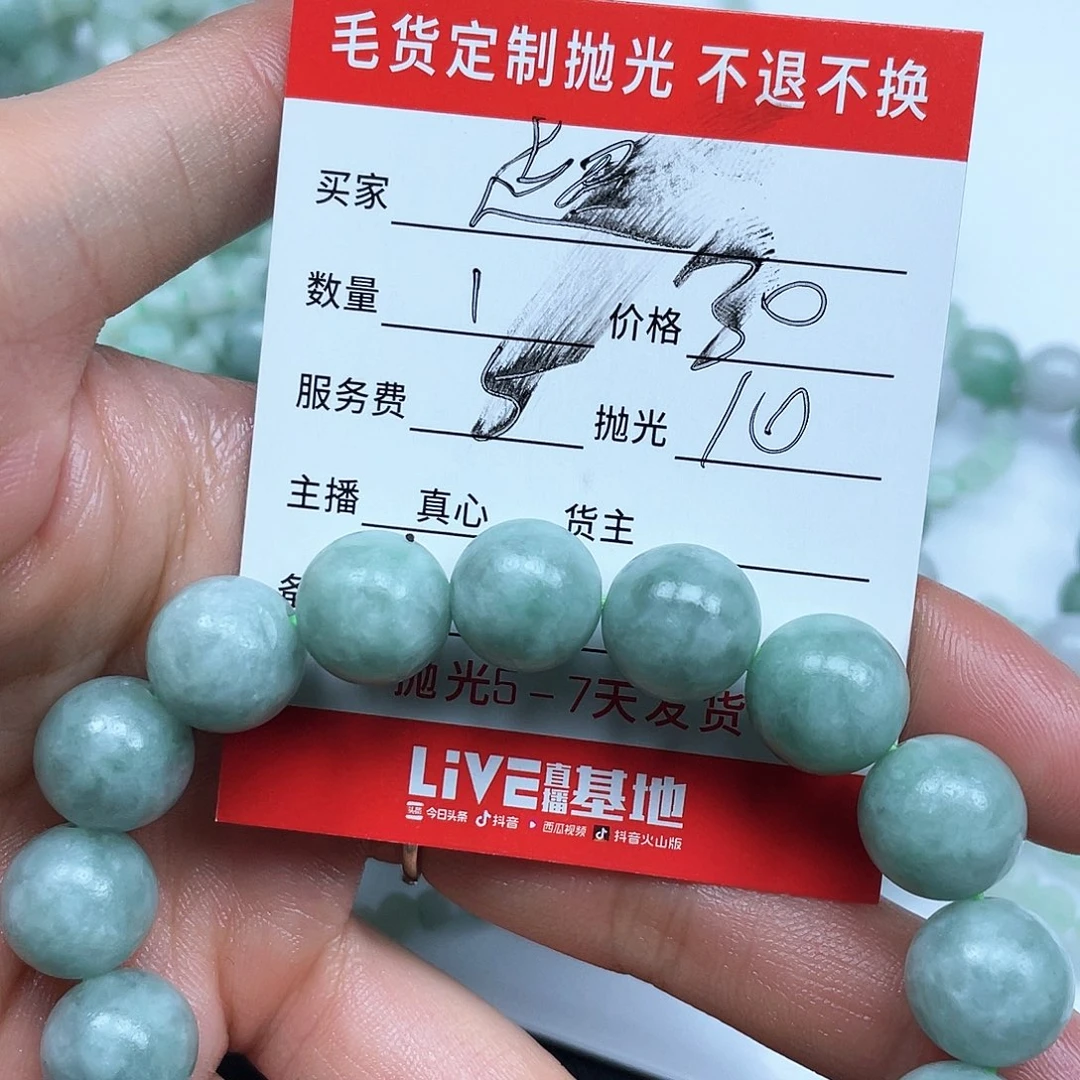 毛货定制抛光 不退不换
买家
数量 1 价格 30
服务费 5 抛光 10
主播 真心 货主
抛光5-7天发货
LiVE直播基地
头条 今日头条 抖音 西瓜视频 抖音火山版